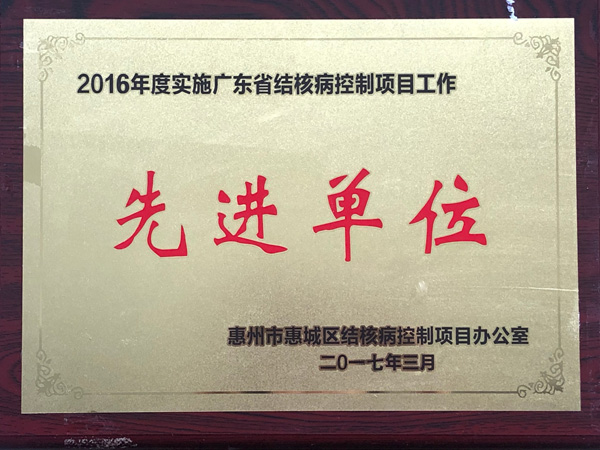 2016年度实施广东省结核病控制项目工作
先进单位
惠州市惠城区结核病控制项目办公室
二〇一七年三月